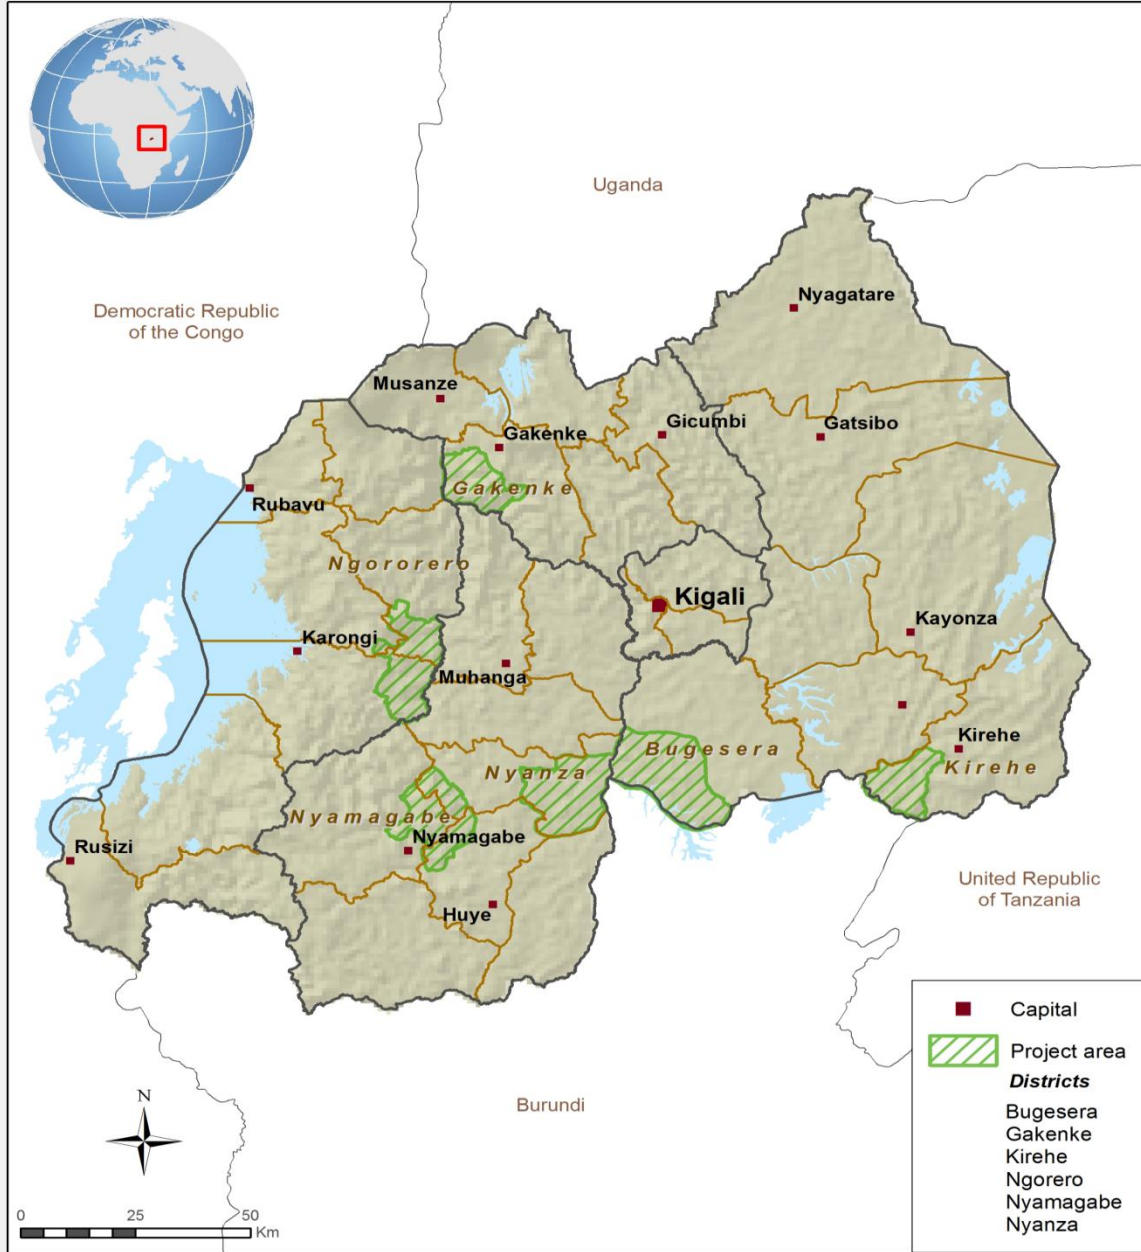 Uganda
Democratic Republic
of the Congo
Nyagatare
Musanze
Gakenke
Gicumbi
Gatsibo
Gakenke
Rubavu
Ngororero
Kigali
Karongi
Kayonza
Muhanga
Bugesera
Kirehe
Kirehe
Nyanza
Nyamagabe
Nyamagabe
Rusizi
Huye
United Republic
of Tanzania
Burundi
N
0 25 50
Km
Capital
Project area
Districts
Bugesera
Gakenke
Kirehe
Ngorero
Nyamagabe
Nyanza